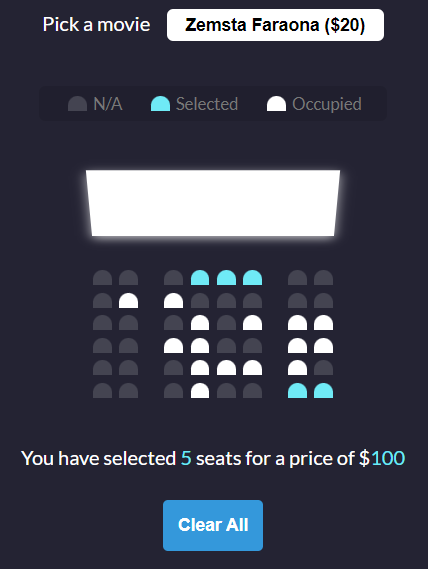 Pick a movie Zemsta Faraona ($20)
N/A Selected Occupied
You have selected 5 seats for a price of $100
Clear All